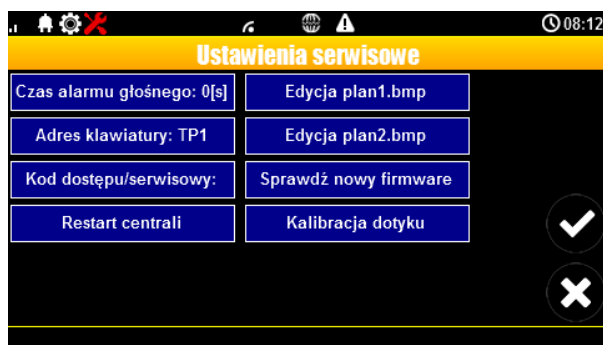 08:12
Ustawienia serwisowe
Czas alarmu głośnego: 0[s]
Edycja plan1.bmp
Adres klawiatury: TP1
Edycja plan2.bmp
Kod dostępu/serwisowy:
Sprawdź nowy firmware
Restart centrali
Kalibracja dotyku